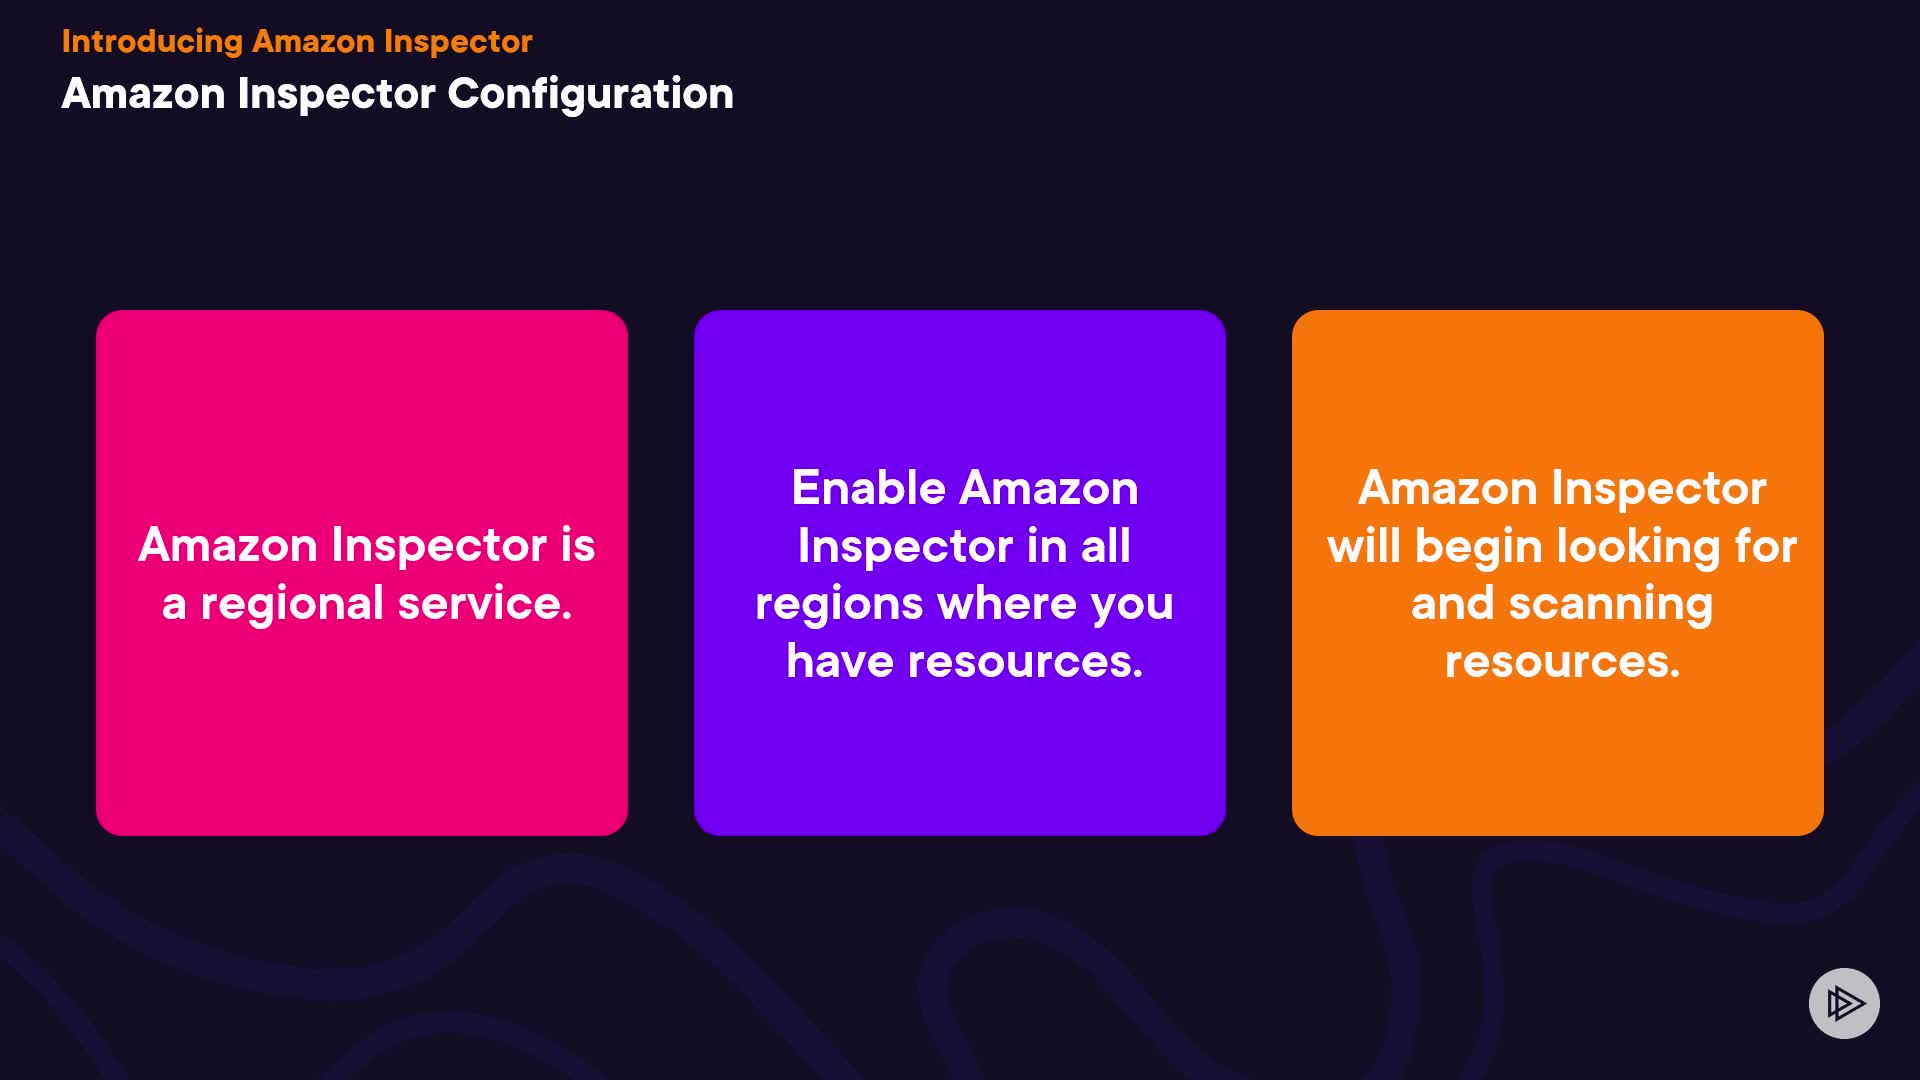 Introducing Amazon Inspector
Amazon Inspector Configuration
Amazon Inspector is
a regional service.
Enable Amazon
Inspector in all
regions where you
have resources.
Amazon Inspector
will begin looking for
and scanning
resources.